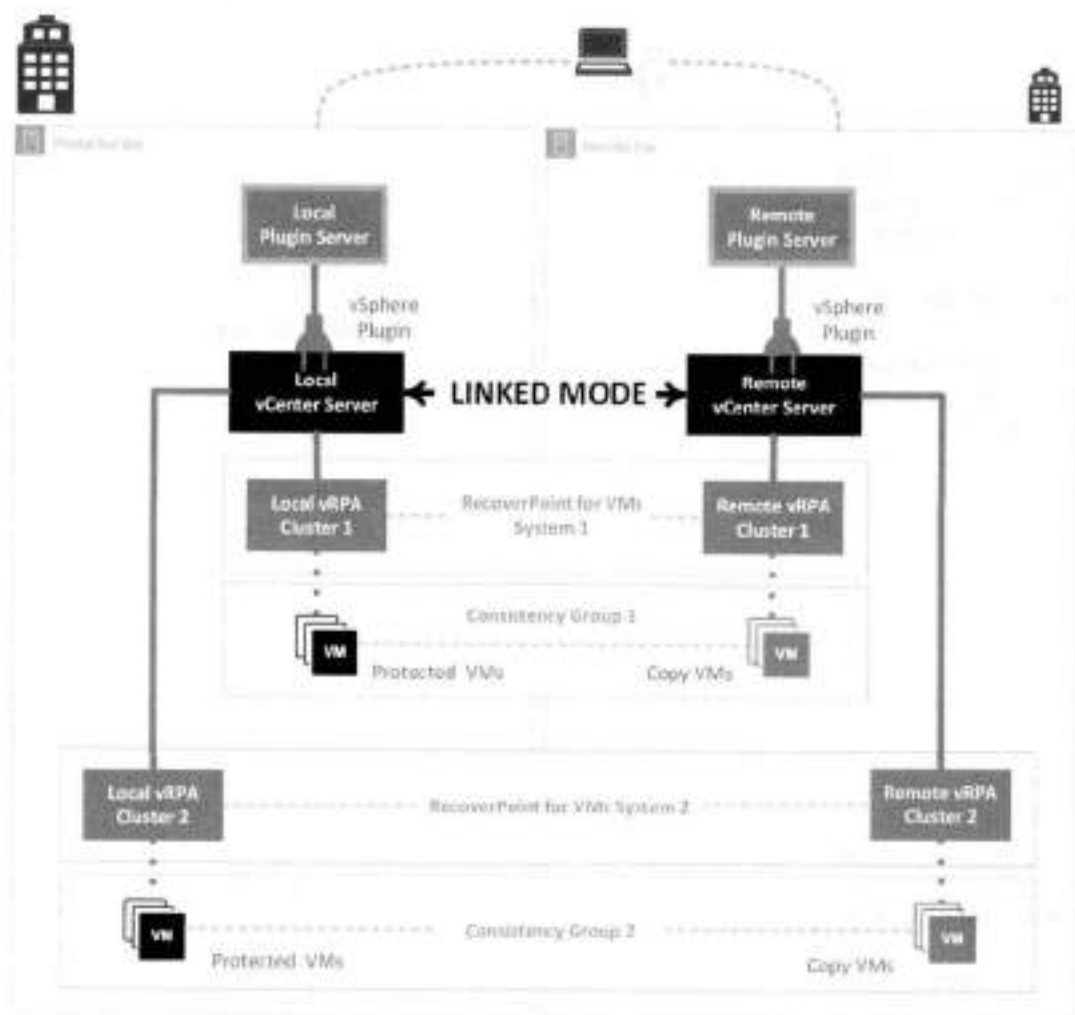 Local
Plugin Server
Remote
Plugin Server
vSphere
Plugin
vSphere
Plugin
Local
vCenter Server
LINKED MODE
Remote
vCenter Server
Local vRPA
Cluster 1
RecoverPoint for VMs
System 1
Remote vRPA
Cluster 1
Consistency Group 1
VM
Protected VMs
Copy VMs
VM
Local vRPA
Cluster 2
RecoverPoint for VMs System 2
Remote vRPA
Cluster 2
VM
Consistency Group 2
VM
Protected VMs
Copy VMs